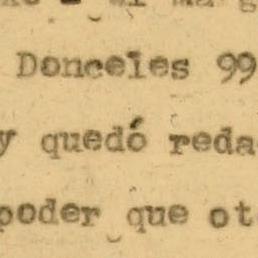 Donceles 99
y quedó reda
poder que ot